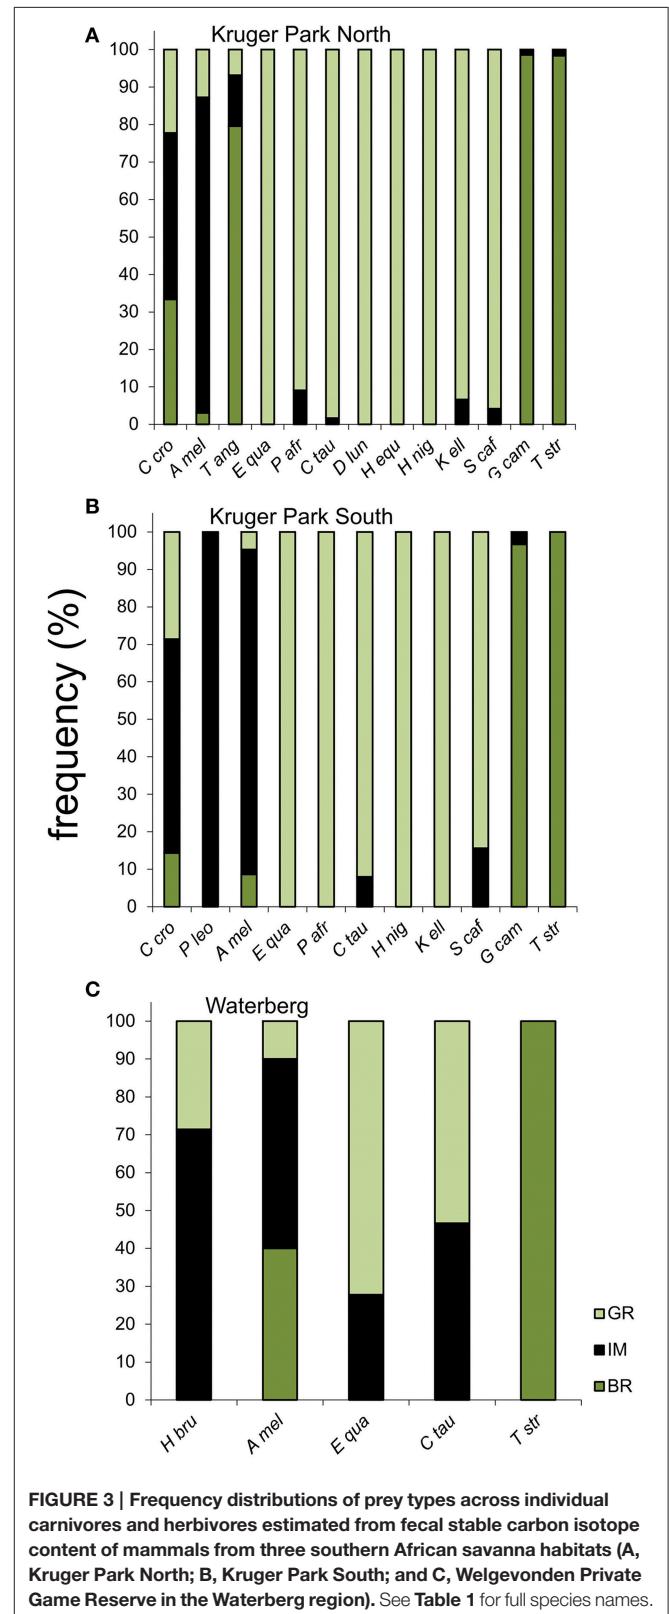 A
Kruger Park North
100
90
80
70
60
50
40
30
20
10
0
C cro
A mel
T ang
E qua
P afr
C tau
D lun
H equ
H nig
K ell
S caf
G cam
T str
B
Kruger Park South
100
90
80
70
60
50
40
30
20
10
0
C cro
P leo
A mel
E qua
P afr
C tau
H nig
K ell
S caf
G cam
T str
frequency (%)
C
Waterberg
100
90
80
70
60
50
40
30
20
10
0
H bru
A mel
E qua
C tau
T str
GR
IM
BR
FIGURE 3 | Frequency distributions of prey types across individual
carnivores and herbivores estimated from fecal stable carbon isotope
content of mammals from three southern African savanna habitats (A,
Kruger Park North; B, Kruger Park South; and C, Welgevonden Private
Game Reserve in the Waterberg region). See Table 1 for full species names.